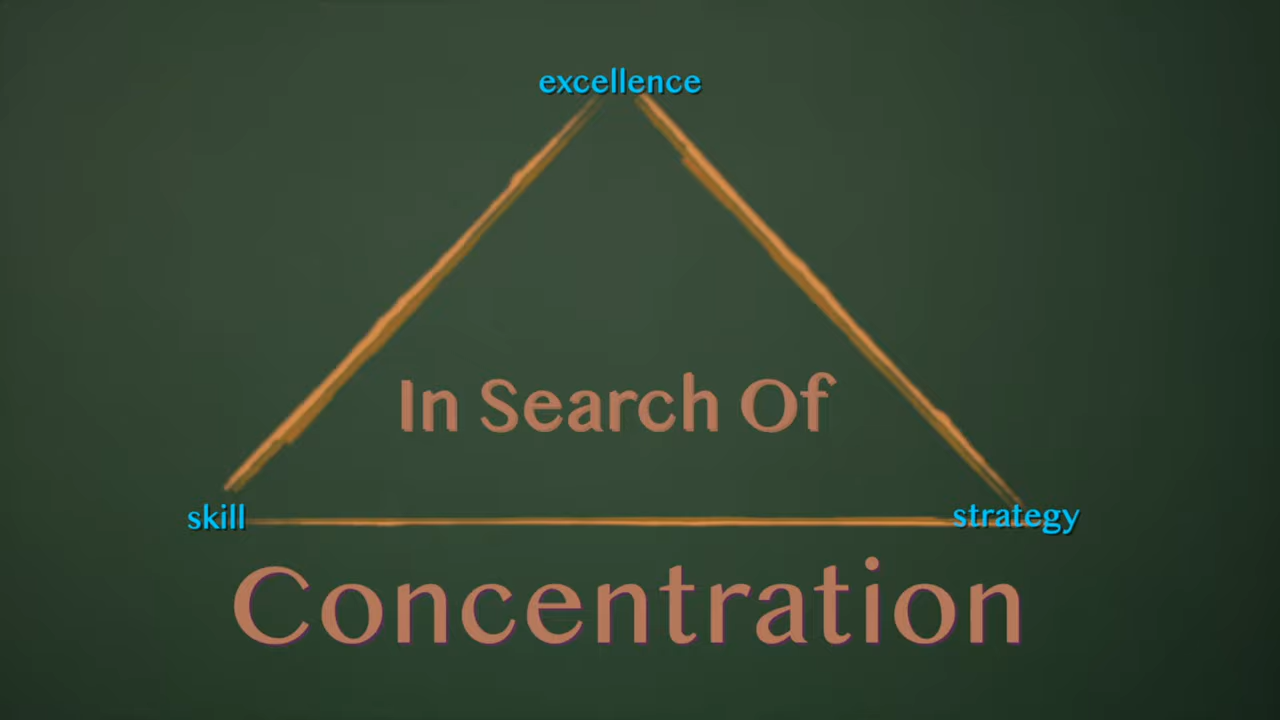 excellence
In Search Of
skill
strategy
Concentration